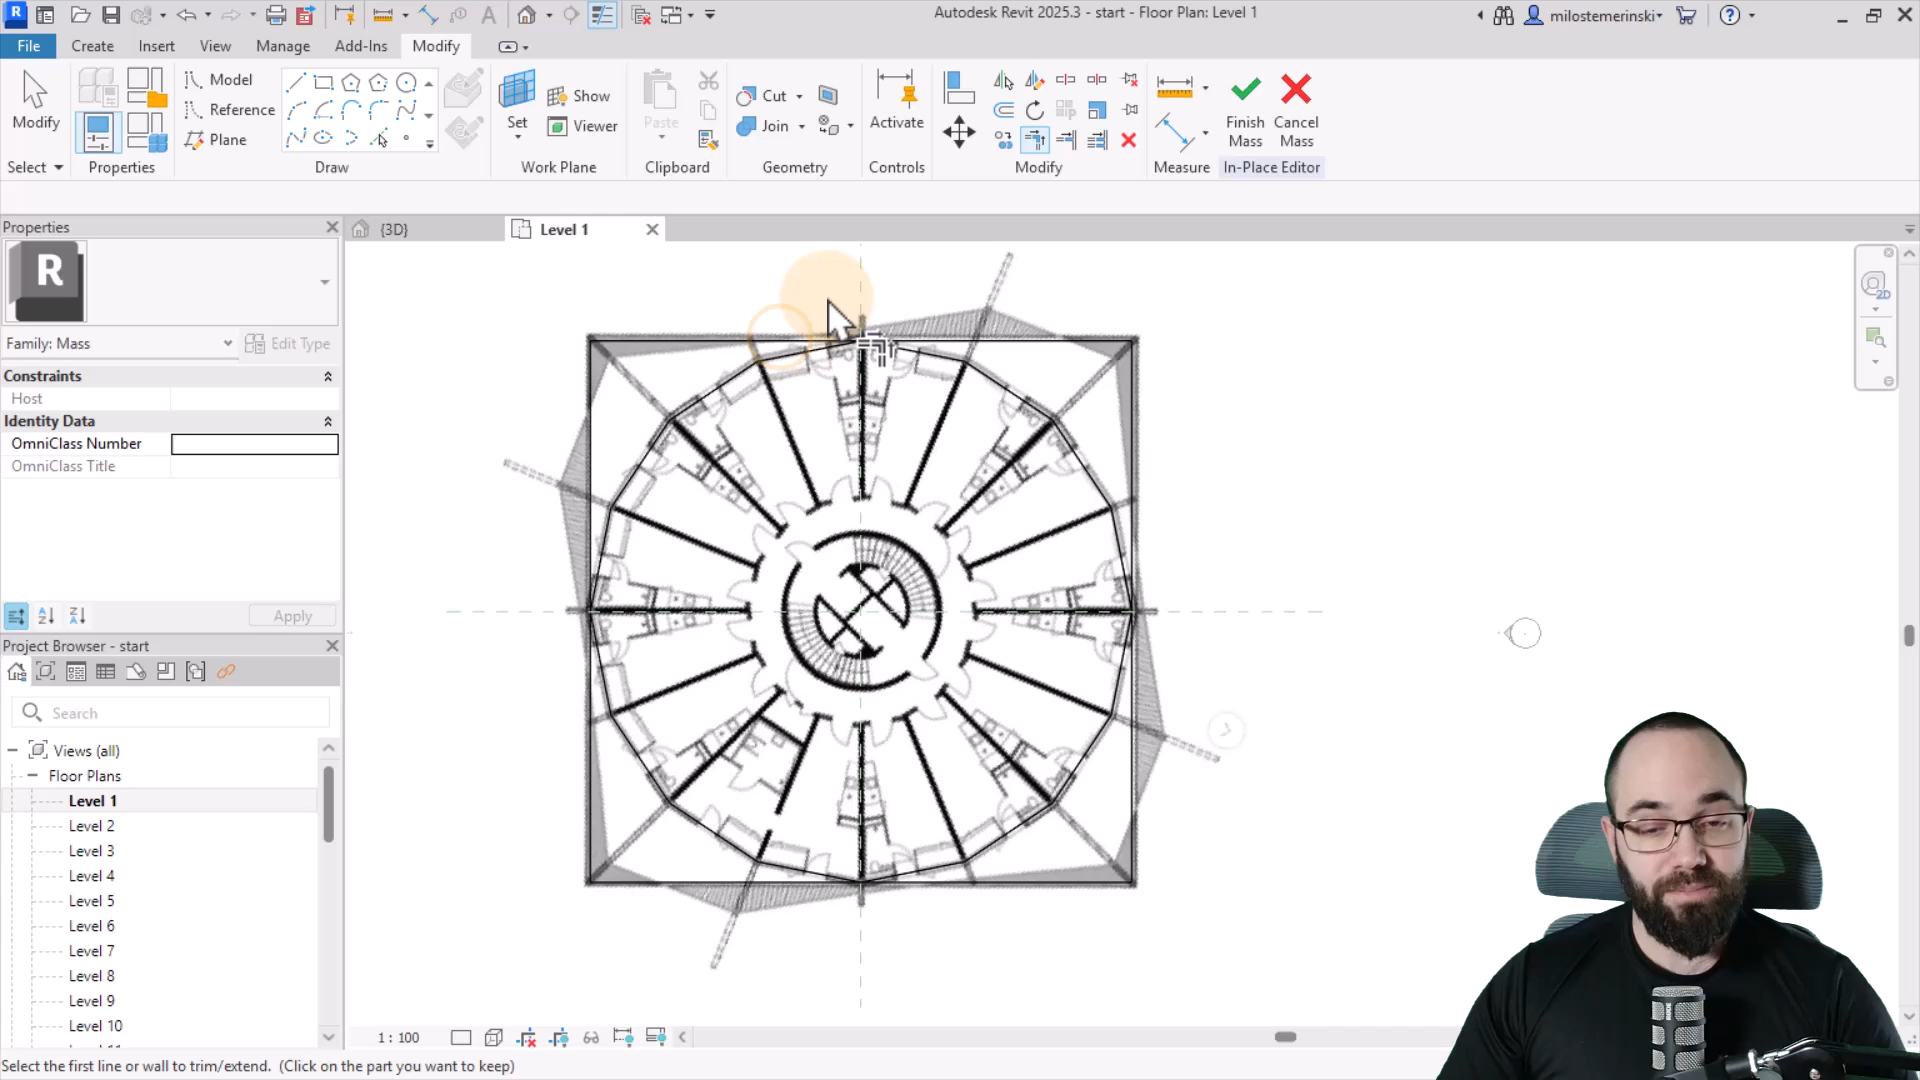 Autodesk Revit 2025.3 - start - Floor Plan: Level 1
milostemerinski
File
Create
Insert
View
Manage
Add-Ins
Modify
Modify
Model
Reference
Plane
Set
Show
Viewer
Paste
Cut
Join
Activate
Finish
Mass
Cancel
Mass
Select
Properties
Draw
Work Plane
Clipboard
Geometry
Controls
Modify
Measure
In-Place Editor
Properties
{3D}
Level 1
R
Family: Mass
Edit Type
Constraints
Host
Identity Data
OmniClass Number
OmniClass Title
Apply
Project Browser - start
Search
Views (all)
Floor Plans
Level 1
Level 2
Level 3
Level 4
Level 5
Level 6
Level 7
Level 8
Level 9
Level 10
1 : 100
Select the first line or wall to trim/extend. (Click on the part you want to keep)